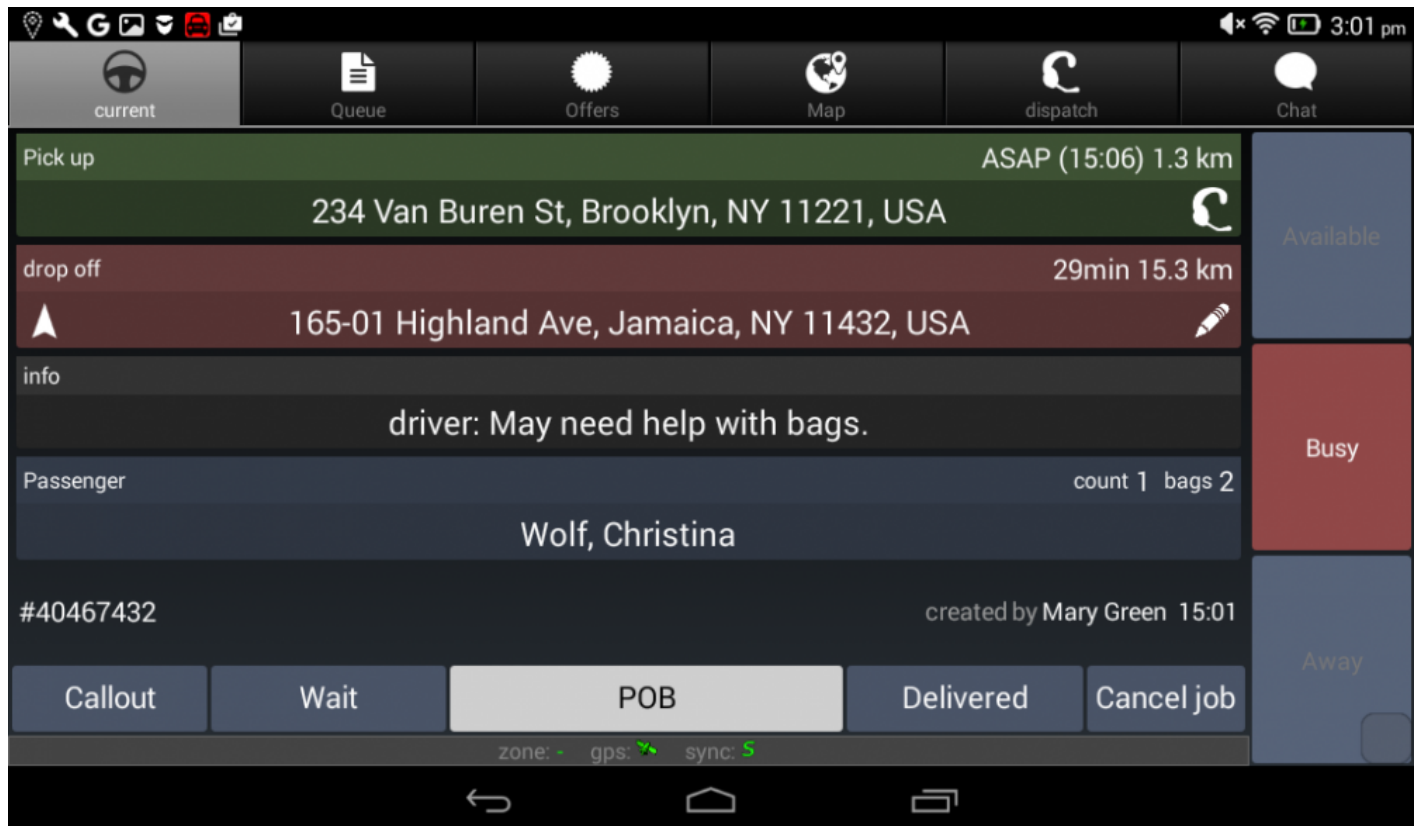 3:01 pm
current Queue Offers Map dispatch Chat
Pick up ASAP (15:06) 1.3 km
234 Van Buren St, Brooklyn, NY 11221, USA
Available
drop off 29min 15.3 km
165-01 Highland Ave, Jamaica, NY 11432, USA
info
driver: May need help with bags.
Busy
Passenger count 1 bags 2
Wolf, Christina
#40467432 created by Mary Green 15:01
Away
Callout Wait POB Delivered Cancel job
zone: - gps: sync: S